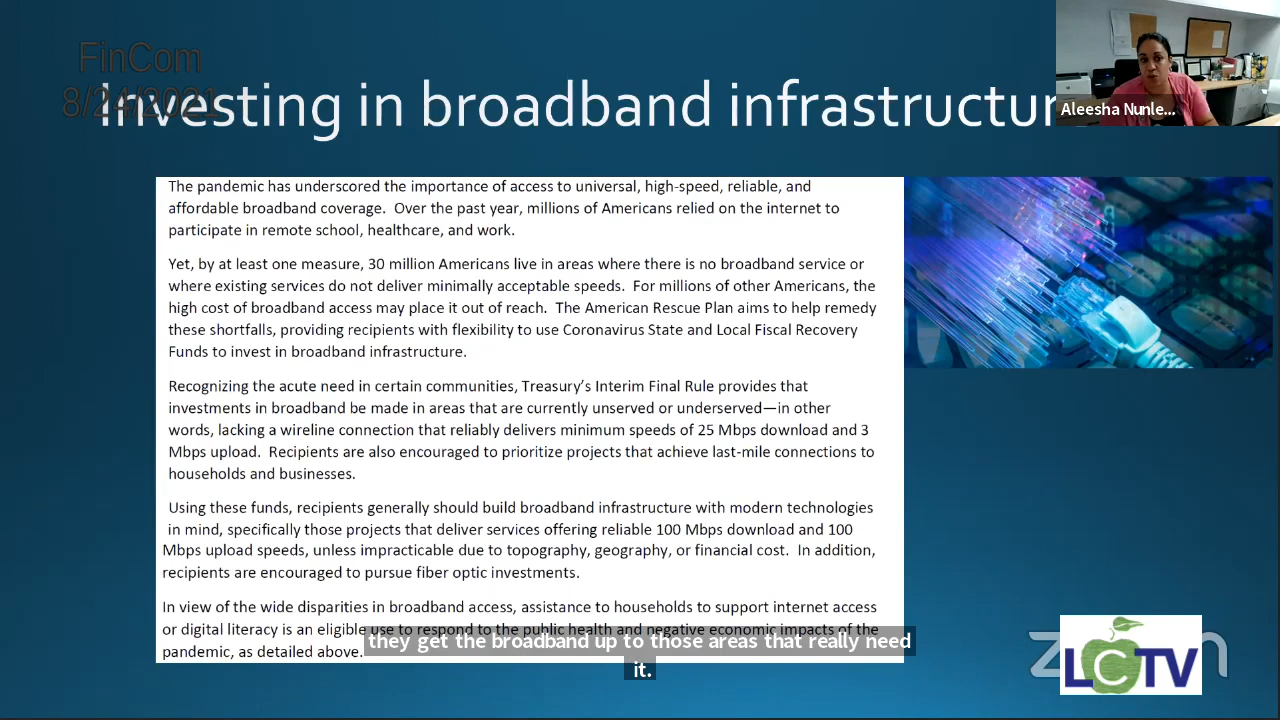 FinCom
8/24/2021
Investing in broadband infrastructur
Aleesha Nunle...
The pandemic has underscored the importance of access to universal, high-speed, reliable, and
affordable broadband coverage. Over the past year, millions of Americans relied on the internet to
participate in remote school, healthcare, and work.
Yet, by at least one measure, 30 million Americans live in areas where there is no broadband service or
where existing services do not deliver minimally acceptable speeds. For millions of other Americans, the
high cost of broadband access may place it out of reach. The American Rescue Plan aims to help remedy
these shortfalls, providing recipients with flexibility to use Coronavirus State and Local Fiscal Recovery
Funds to invest in broadband infrastructure.
Recognizing the acute need in certain communities, Treasury's Interim Final Rule provides that
investments in broadband be made in areas that are currently unserved or underserved—in other
words, lacking a wireline connection that reliably delivers minimum speeds of 25 Mbps download and 3
Mbps upload. Recipients are also encouraged to prioritize projects that achieve last-mile connections to
households and businesses.
Using these funds, recipients generally should build broadband infrastructure with modern technologies
in mind, specifically those projects that deliver services offering reliable 100 Mbps download and 100
Mbps upload speeds, unless impracticable due to topography, geography, or financial cost. In addition,
recipients are encouraged to pursue fiber optic investments.
In view of the wide disparities in broadband access, assistance to households to support internet access
or digital literacy is an eligible use to respond to the public health and negative economic impacts of the
pandemic, as detailed above.
they get the broadband up to those areas that really need
it.
zoom
LCTV